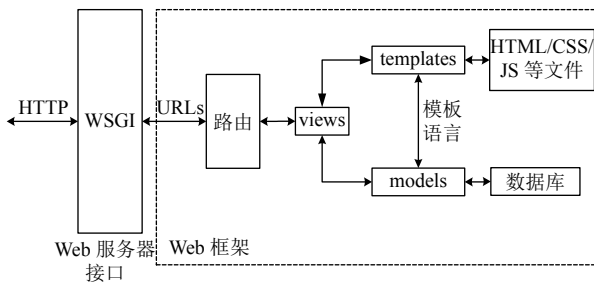 HTTP
WSGI
URLs
路由
views
templates
HTML/CSS/
JS 等文件
模板
语言
models
数据库
Web 服务器
接口
Web 框架